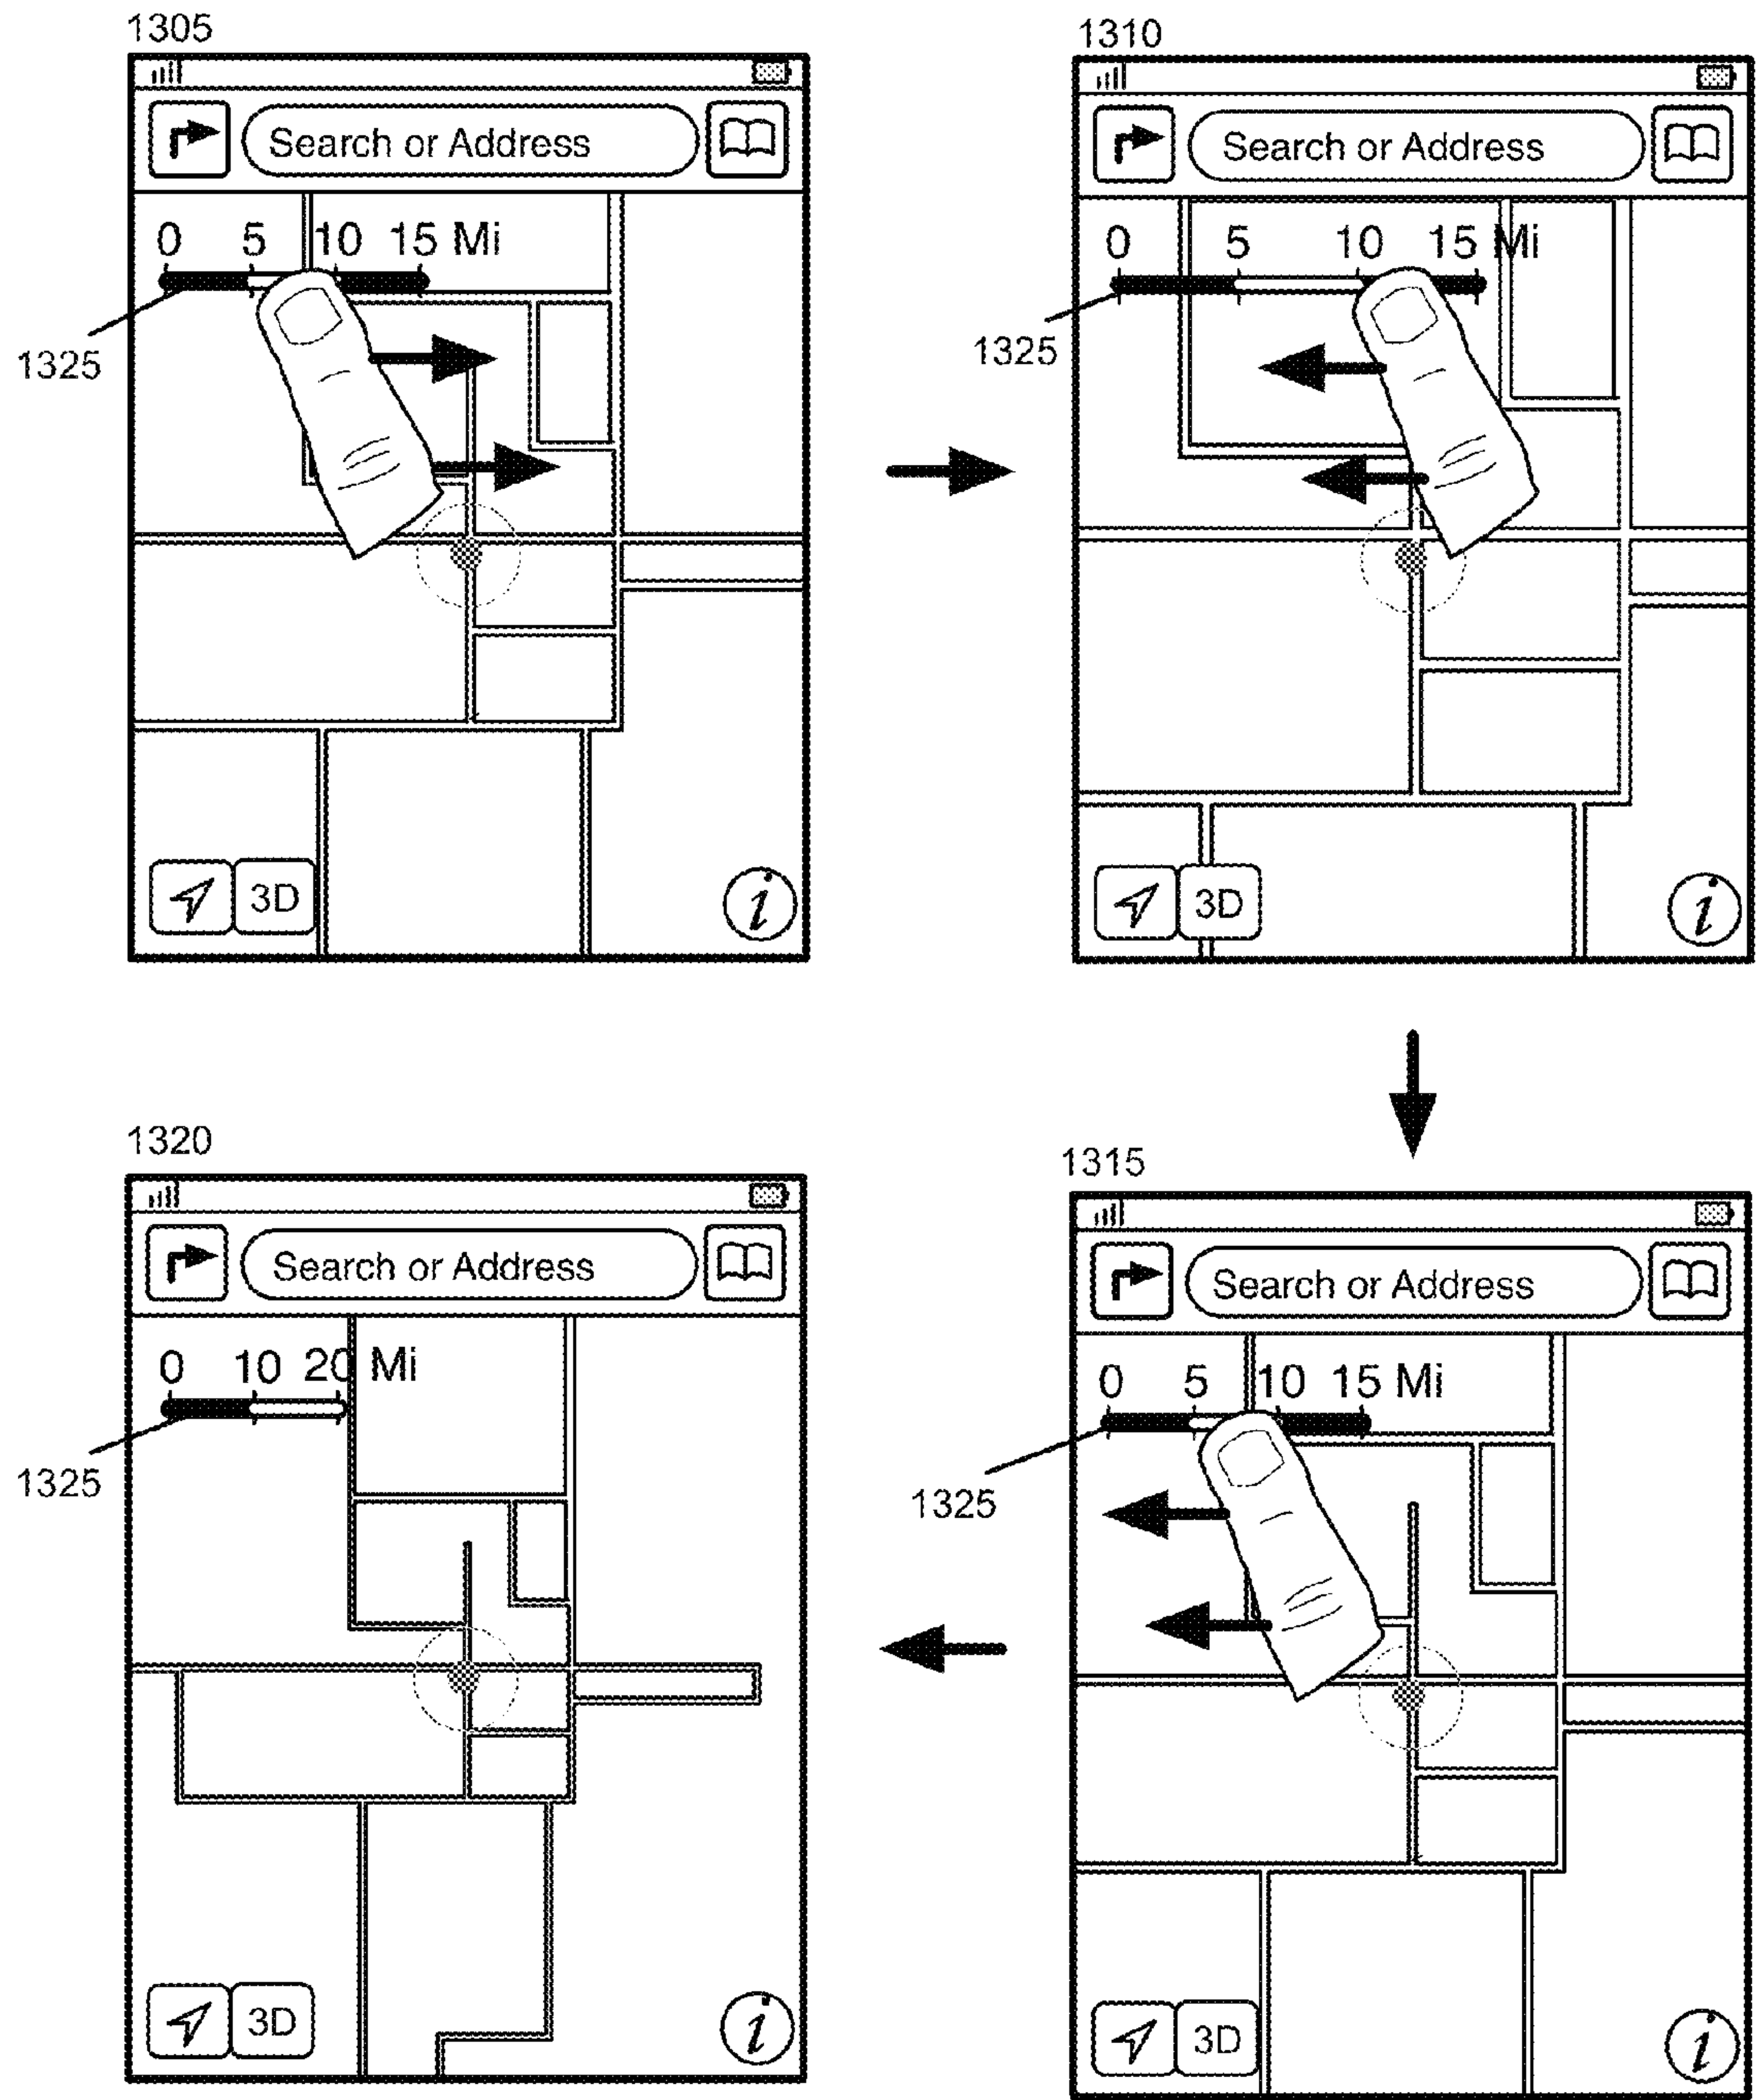 1305
Search or Address
0 5 10 15 Mi
1325
3D
i
1310
Search or Address
0 5 10 15 Mi
1325
3D
i
1320
Search or Address
0 10 20 Mi
1325
3D
i
1315
Search or Address
0 5 10 15 Mi
1325
3D
i